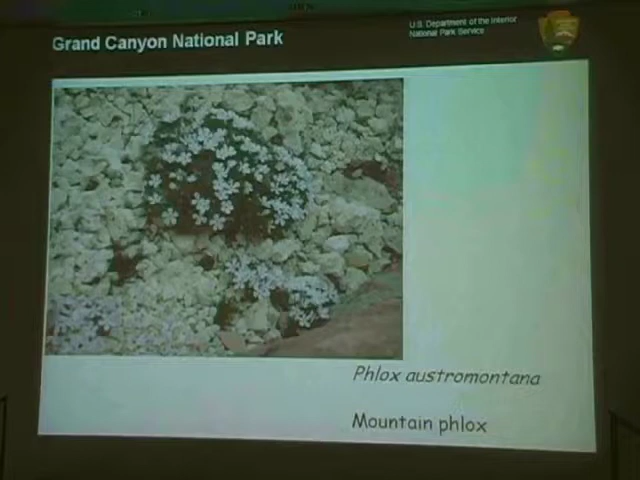 Grand Canyon National Park
U.S. Department of the Interior
National Park Service
Phlox austromontana
Mountain phlox